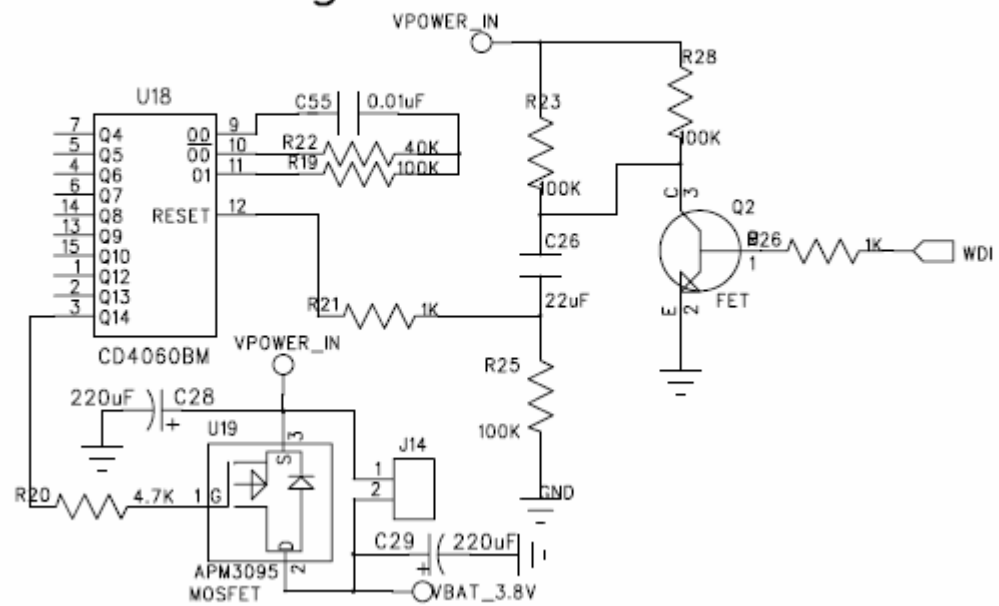 g
VPOWER_IN
R28
100K
R23
100K
U18
C55 0.01uF
7 Q4
5 Q5
4 Q6
6 Q7
14 Q8
13 Q9
15 Q10
1 Q12
2 Q13
3 Q14
OO 9
OO 10
O1 11
RESET 12
R22 40K
R19 100K
CD4060BM
C 3
Q2
B
1
R26 1K
WDI
FET
E 2
C26
22uF
R21 1K
R25
100K
GND
VPOWER_IN
220uF C28
+
U19
S 3
J14
1
2
R20 4.7K
1 G
D 2
APM3095
MOSFET
C29 220uF
+
VBAT_3.8V